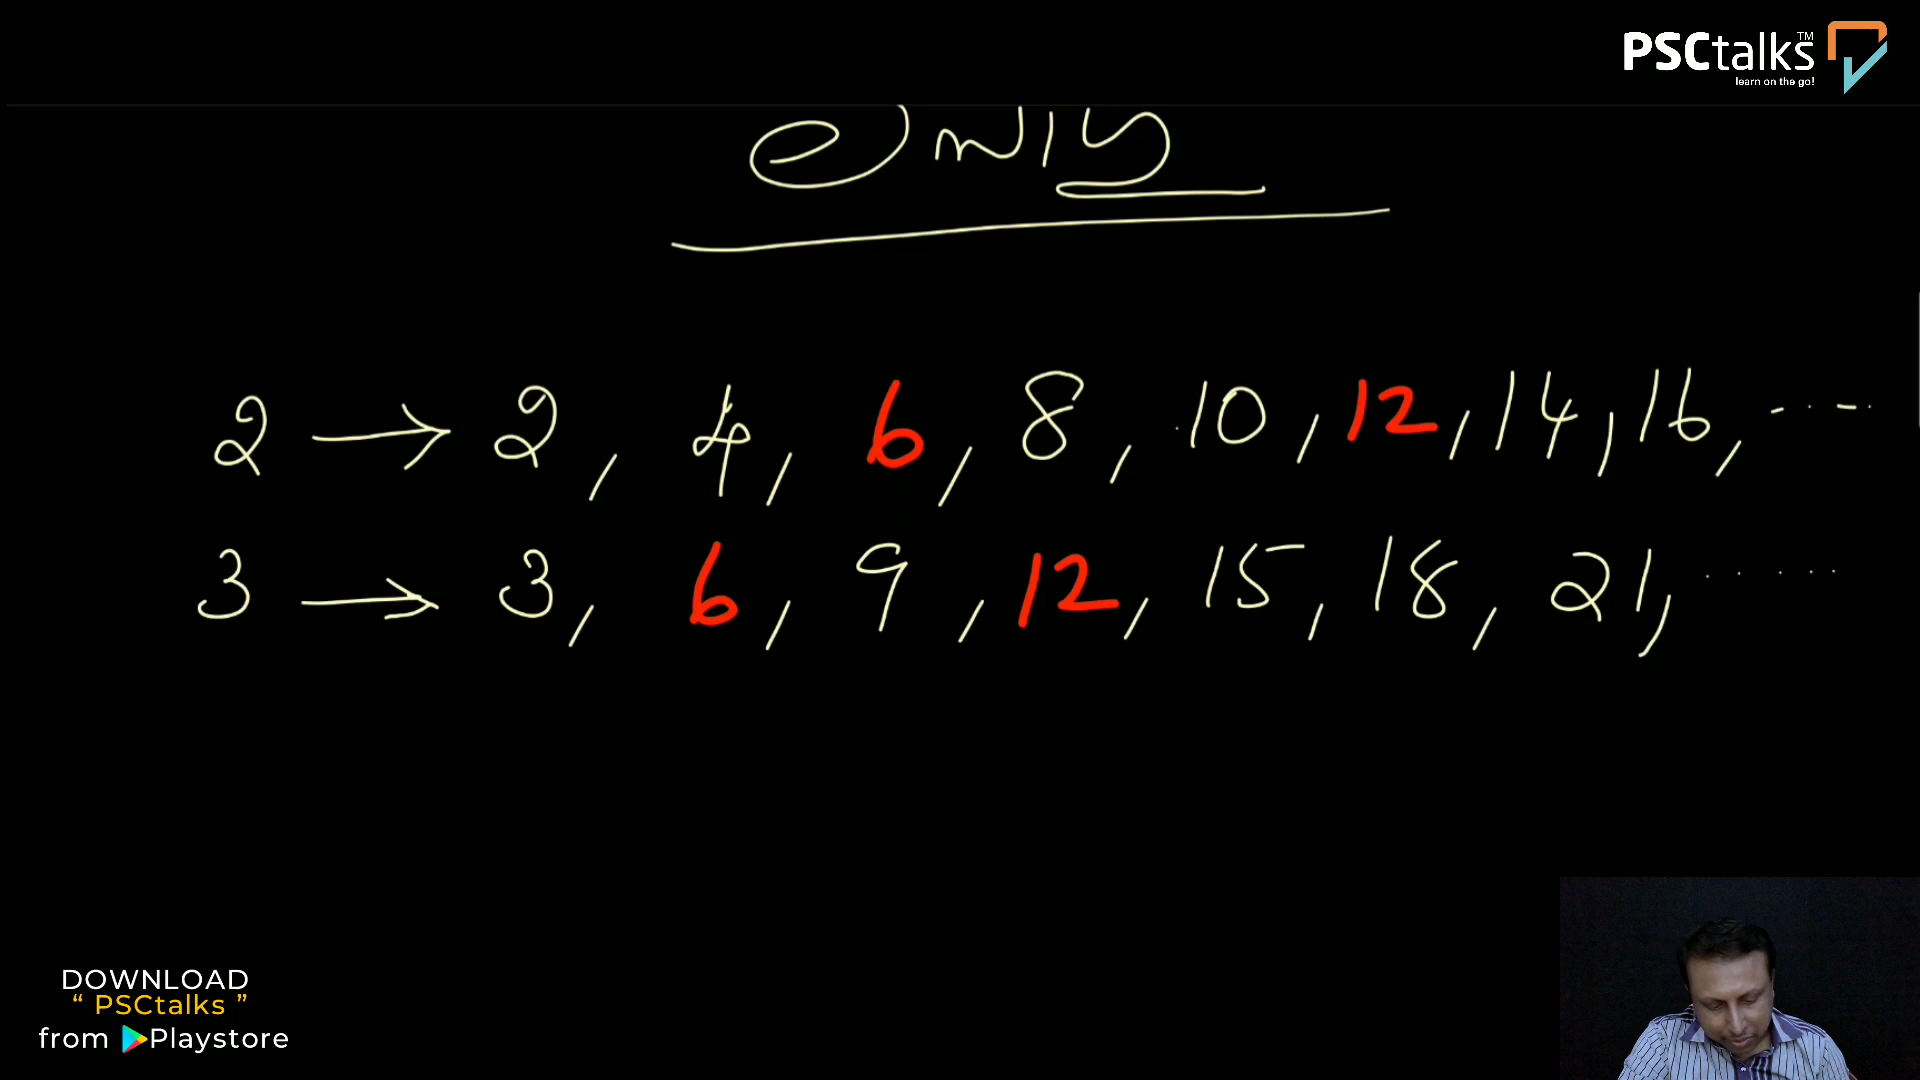 PSCtalks™
learn on the go!
2 → 2, 4, 6, 8, 10, 12, 14, 16, ----
3 → 3, 6, 9, 12, 15, 18, 21, ......
DOWNLOAD
“ PSCtalks ”
from Playstore